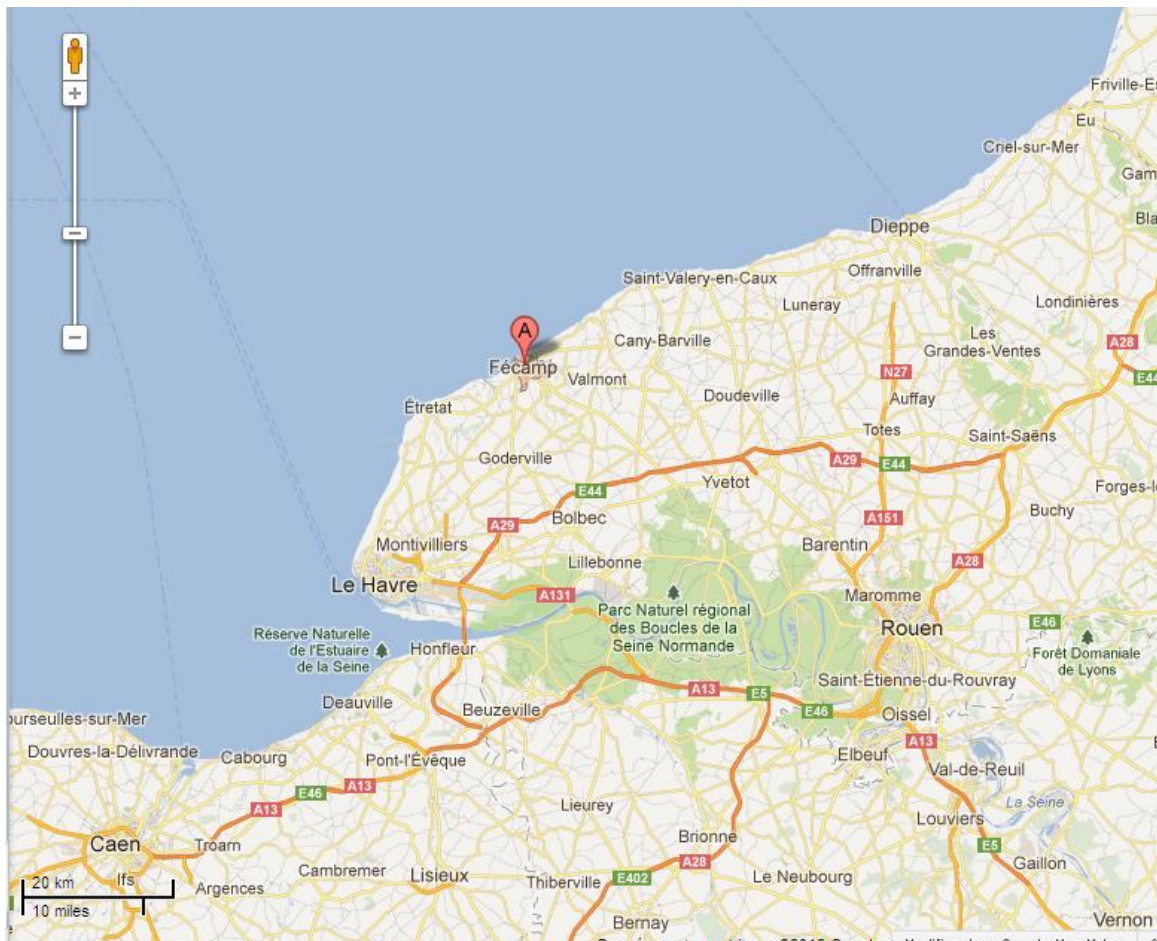 Friville-Es
Eu
Criel-sur-Mer
Gam
Bla
Dieppe
Offranville
Saint-Valery-en-Caux
Luneray
Londinières
A
Cany-Barville
Les
Grandes-Ventes
A28
Fécamp
Valmont
N27
E44
Étretat
Doudeville
Auffay
Totes
Saint-Saëns
Goderville
A29
E44
Yvetot
E44
Forges-le
A29
Bolbec
A151
Buchy
Montivilliers
Barentin
Lillebonne
A28
Le Havre
A131
Parc Naturel régional
des Boucles de la
Seine Normande
Maromme
Rouen
E46
Réserve Naturelle
de l'Estuaire
de la Seine
Honfleur
Forêt Domaniale
de Lyons
Saint-Étienne-du-Rouvray
A13
E5
Deauville
Beuzeville
E46
Oissel
ourseulles-sur-Mer
A13
Douvres-la-Délivrande
Cabourg
Pont-l'Évêque
Elbeuf
Val-de-Reuil
E46
A13
A13
Lieurey
La Seine
Louviers
Caen
Troarn
Brionne
E5
A28
Gaillon
20 km
Ifs
Argences
Cambremer
Lisieux
Thiberville
E402
Le Neubourg
10 miles
Bernay
Vernon